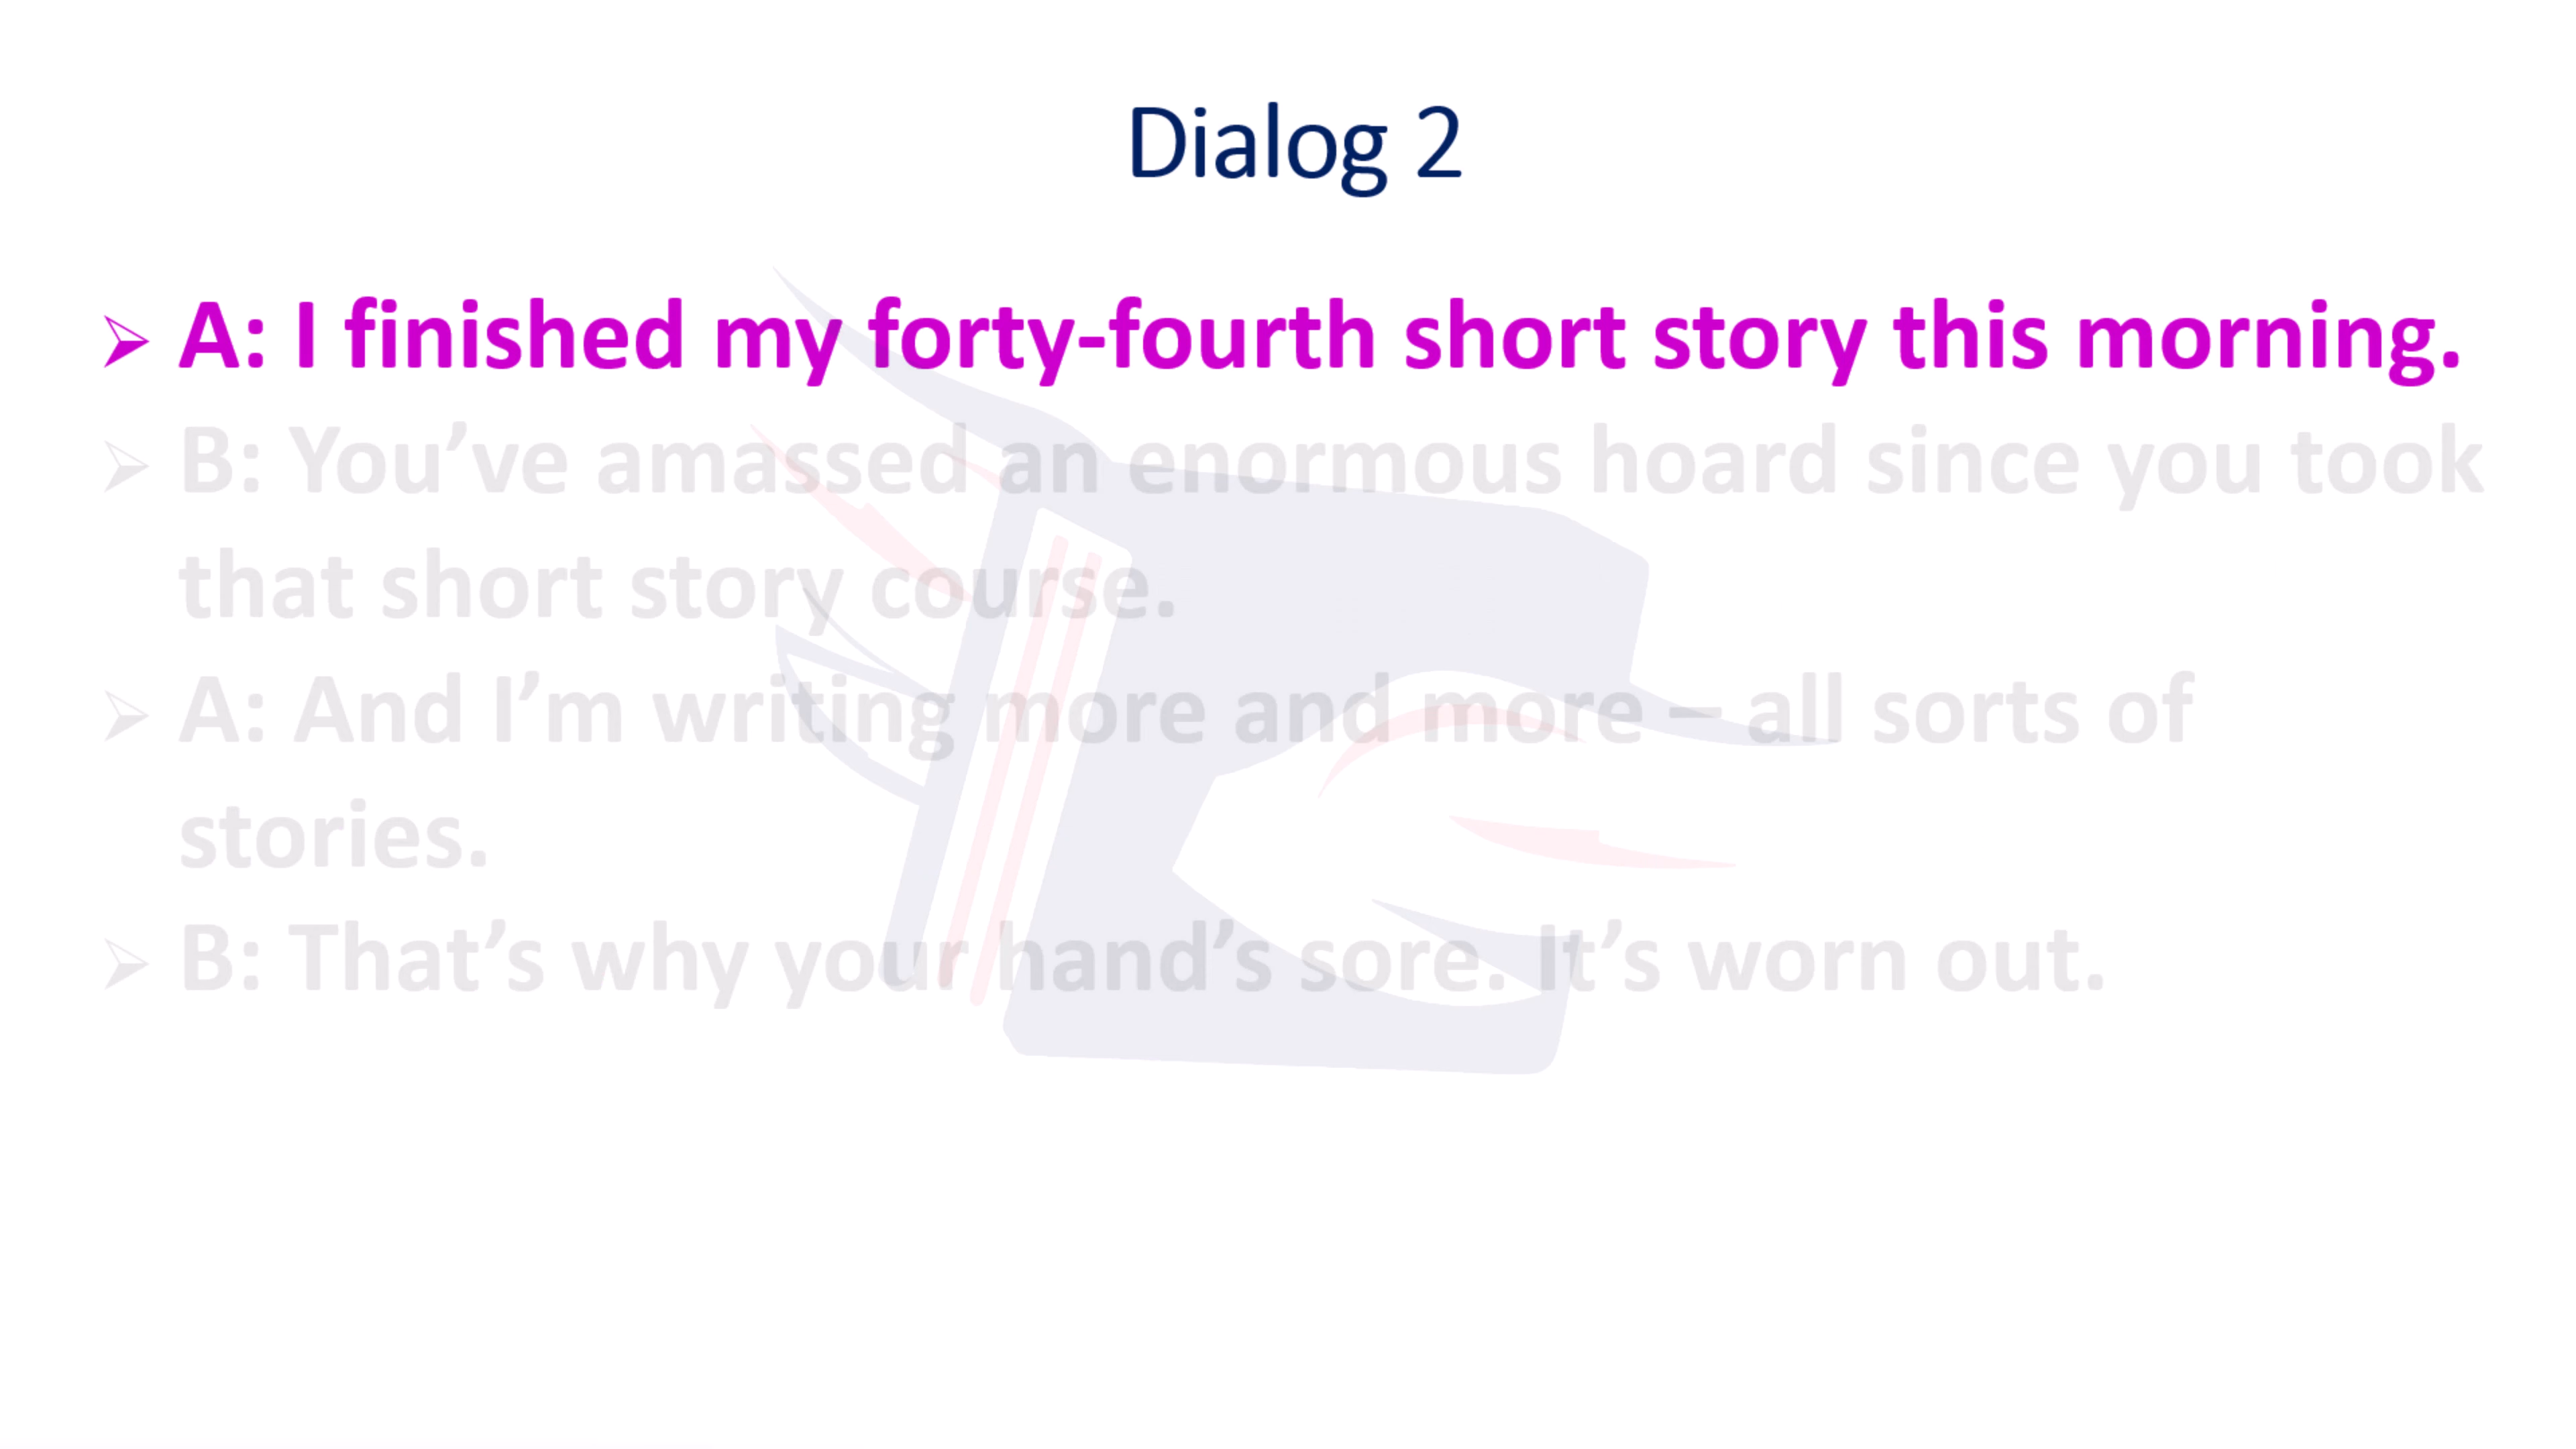 Dialog 2
➢ A: I finished my forty-fourth short story this morning.
➢ B: You’ve amassed an enormous hoard since you took
that short story course.
➢ A: And I’m writing more and more – all sorts of
stories.
➢ B: That’s why your hand’s sore. It’s worn out.